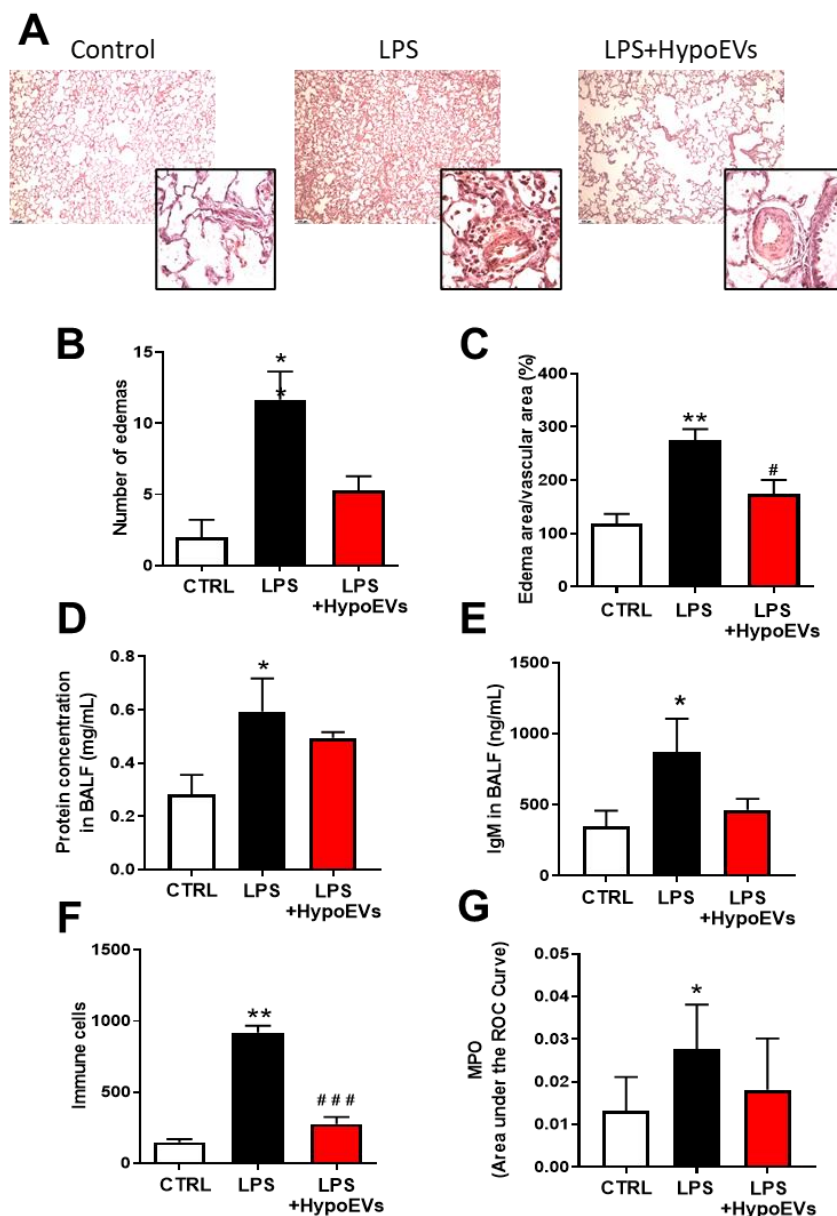 A
Control
LPS
LPS+HypoEVs
B
Number of edemas
15
10
5
0
*
*
CTRL
LPS
LPS
+HypoEVs
C
Edema area/vascular area (%)
400
300
200
100
0
**
#
CTRL
LPS
LPS
+HypoEVs
D
Protein concentration
in BALF (mg/mL)
0.8
0.6
0.4
0.2
0.0
*
CTRL
LPS
LPS
+HypoEVs
E
IgM in BALF (ng/mL)
1500
1000
500
0
*
CTRL
LPS
LPS
+HypoEVs
F
Immune cells
1500
1000
500
0
**
###
CTRL
LPS
LPS
+HypoEVs
G
MPO
(Area under the ROC Curve)
0.05
0.04
0.03
0.02
0.01
0.00
*
CTRL
LPS
LPS
+HypoEVs